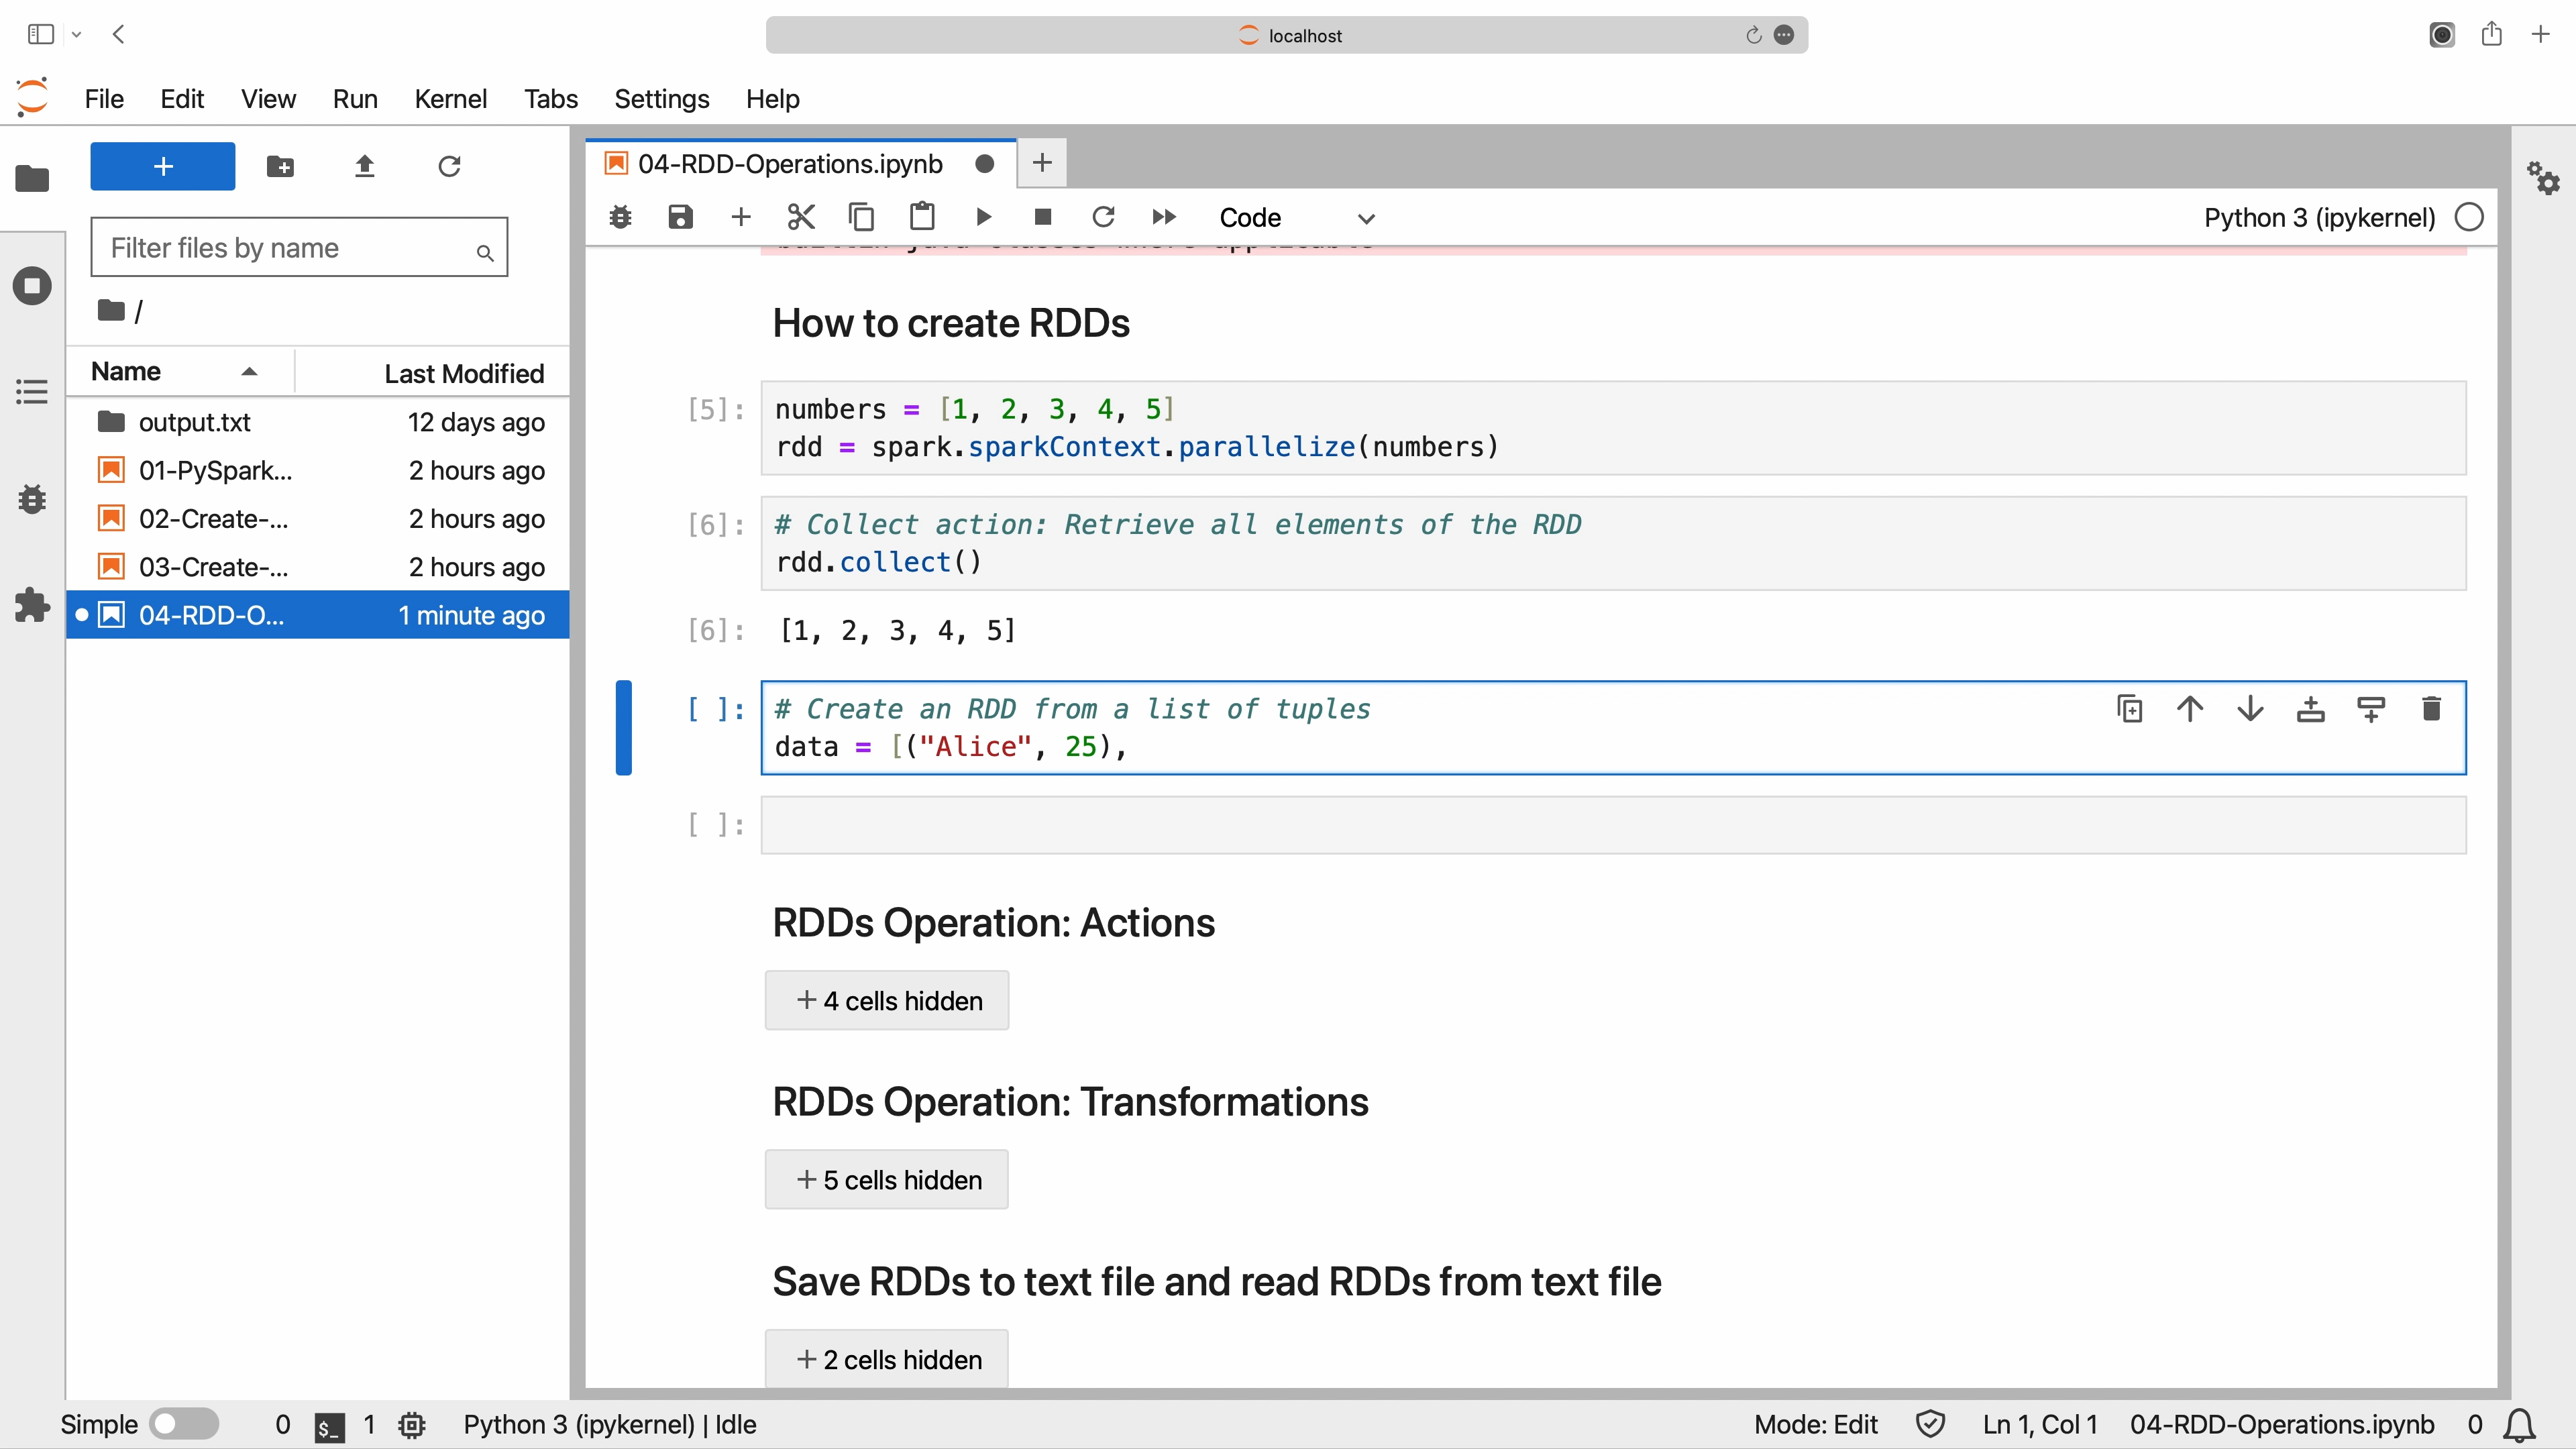 localhost
File Edit View Run Kernel Tabs Settings Help
04-RDD-Operations.ipynb
Filter files by name
Code
Python 3 (ipykernel)
/
Name Last Modified
output.txt 12 days ago
01-PySpark... 2 hours ago
02-Create-... 2 hours ago
03-Create-... 2 hours ago
04-RDD-O... 1 minute ago
How to create RDDs
[5]: numbers = [1, 2, 3, 4, 5]
rdd = spark.sparkContext.parallelize(numbers)
[6]: # Collect action: Retrieve all elements of the RDD
rdd.collect()
[6]: [1, 2, 3, 4, 5]
[ ]: # Create an RDD from a list of tuples
data = [("Alice", 25),
[ ]:
RDDs Operation: Actions
+ 4 cells hidden
RDDs Operation: Transformations
+ 5 cells hidden
Save RDDs to text file and read RDDs from text file
+ 2 cells hidden
Simple 0 $_ 1 Python 3 (ipykernel) | Idle Mode: Edit Ln 1, Col 1 04-RDD-Operations.ipynb 0